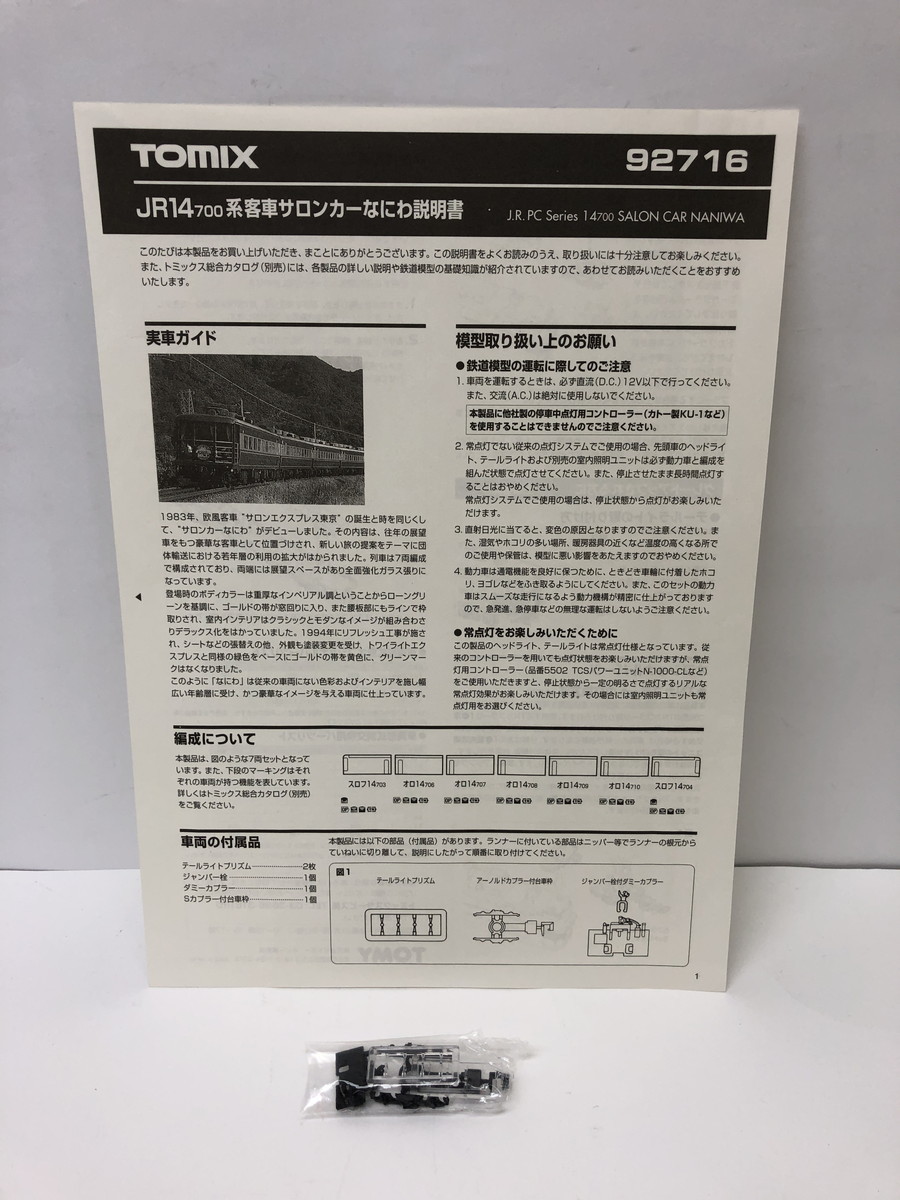 TOMIX
92716
JR14700系客車サロンカーなにわ説明書
J.R. PC Series 14700 SALON CAR NANIWA
このたびは本製品をお買い上げいただき、まことにありがとうございます。この説明書をよくお読みのうえ、取り扱いには十分注意してお楽しみください。
また、トミックス総合カタログ(別売)には、各製品の詳しい説明や鉄道模型の基礎知識が紹介されていますので、あわせてお読みいただくことをおすすめ
いたします。
実車ガイド
1983年、欧風客車“サロンエクスプレス東京”の誕生と時を同じくし
て、“サロンカーなにわ”がデビューしました。その内容は、往年の展望
車をもつ豪華な客車として位置づけされ、新しい旅の提案をテーマに団
体輸送における若年層の利用の拡大がはかられました。列車は7両編成
で構成されており、両端には展望スペースがあり全面強化ガラス張りに
なっています。
登場時のボディカラーは重厚なインペリアル調ということからローングリ
ーンを基調に、ゴールドの帯が窓回りに入り、また腰板部にもラインで枠
取りされ、室内インテリアはクラシックとモダンなイメージが組み合わさ
りデラックス化をはかっていました。1994年にリフレッシュ工事が施さ
れ、シートなどの張替えの他、外観も塗装変更を受け、トワイライトエク
スプレスと同様の緑色をベースにゴールドの帯を黄色に、グリーンマー
クはなくなりました。
このように「なにわ」は従来の車両にない色彩およびインテリアを施し幅
広い年齢層に受け、かつ豪華なイメージを与える車両に仕上っています。
模型取り扱い上のお願い
●鉄道模型の運転に際してのご注意
1. 車両を運転するときは、必ず直流(D.C.)12V以下で行ってください。
また、交流(A.C.)は絶対に使用しないでください。
本製品に他社製の停車中点灯用コントローラー(カトー製KU-1など)
を使用することはできませんのでご注意ください。
2. 常点灯でない従来の点灯システムでご使用の場合、先頭車のヘッドライ
ト、テールライトおよび別売の室内照明ユニットは必ず動力車と編成を
組んだ状態で点灯させてください。また、停止させたまま長時間点灯す
ることはおやめください。
常点灯システムでご使用の場合は、停止状態から点灯がお楽しみいた
だけます。
3. 直射日光に当てると、変色の原因となりますのでご注意ください。ま
た、湿気やホコリの多い場所、暖房器具の近くなど温度の高くなる所で
のご使用や保管は、模型に悪い影響をあたえますのでおやめください。
4. 動力車は通電機能を良好に保つために、ときどき車輪に付着したホコ
リ、ヨゴレなどをふき取るようにしてください。また、このセットの動力
車はスムーズな走行になるよう動力機構が精密に仕上がっております
ので、急発進、急停車などの無理な運転はしないようご注意ください。
●常点灯をお楽しみいただくために
この製品のヘッドライト、テールライトは常点灯仕様となっています。従
来のコントローラーを用いても点灯状態をお楽しみいただけますが、常点
灯用コントローラー(品番5502 TCSパワーユニットN-1000-CLなど)
をご使用いただきますと、停止状態から一定の明るさで点灯するリアルな
常点灯効果がお楽しみいただけます。その場合には室内照明ユニットも常
点灯用をお選びください。
編成について
本製品は、図のような7両セットとなって
います。また、下段のマーキングはそれ
ぞれの車両が持つ機能を表しています。
詳しくはトミックス総合カタログ(別売)
をご覧ください。
スロフ14703 オロ14706 オロ14707 オロ14708 オロ14709 オロ14710 スロフ14704
車両の付属品
テールライトプリズム 2枚
ジャンパー栓 1個
ダミーカプラー 1個
Sカプラー付台車枠 1個
本製品には以下の部品(付属品)があります。ランナーに付いている部品はニッパー等でランナーの根元から
ていねいに切り離して、説明にしたがって順番に取り付けてください。
図1
テールライトプリズム
アーノルドカプラー付台車枠
ジャンパー栓付ダミーカプラー
TOMY
1